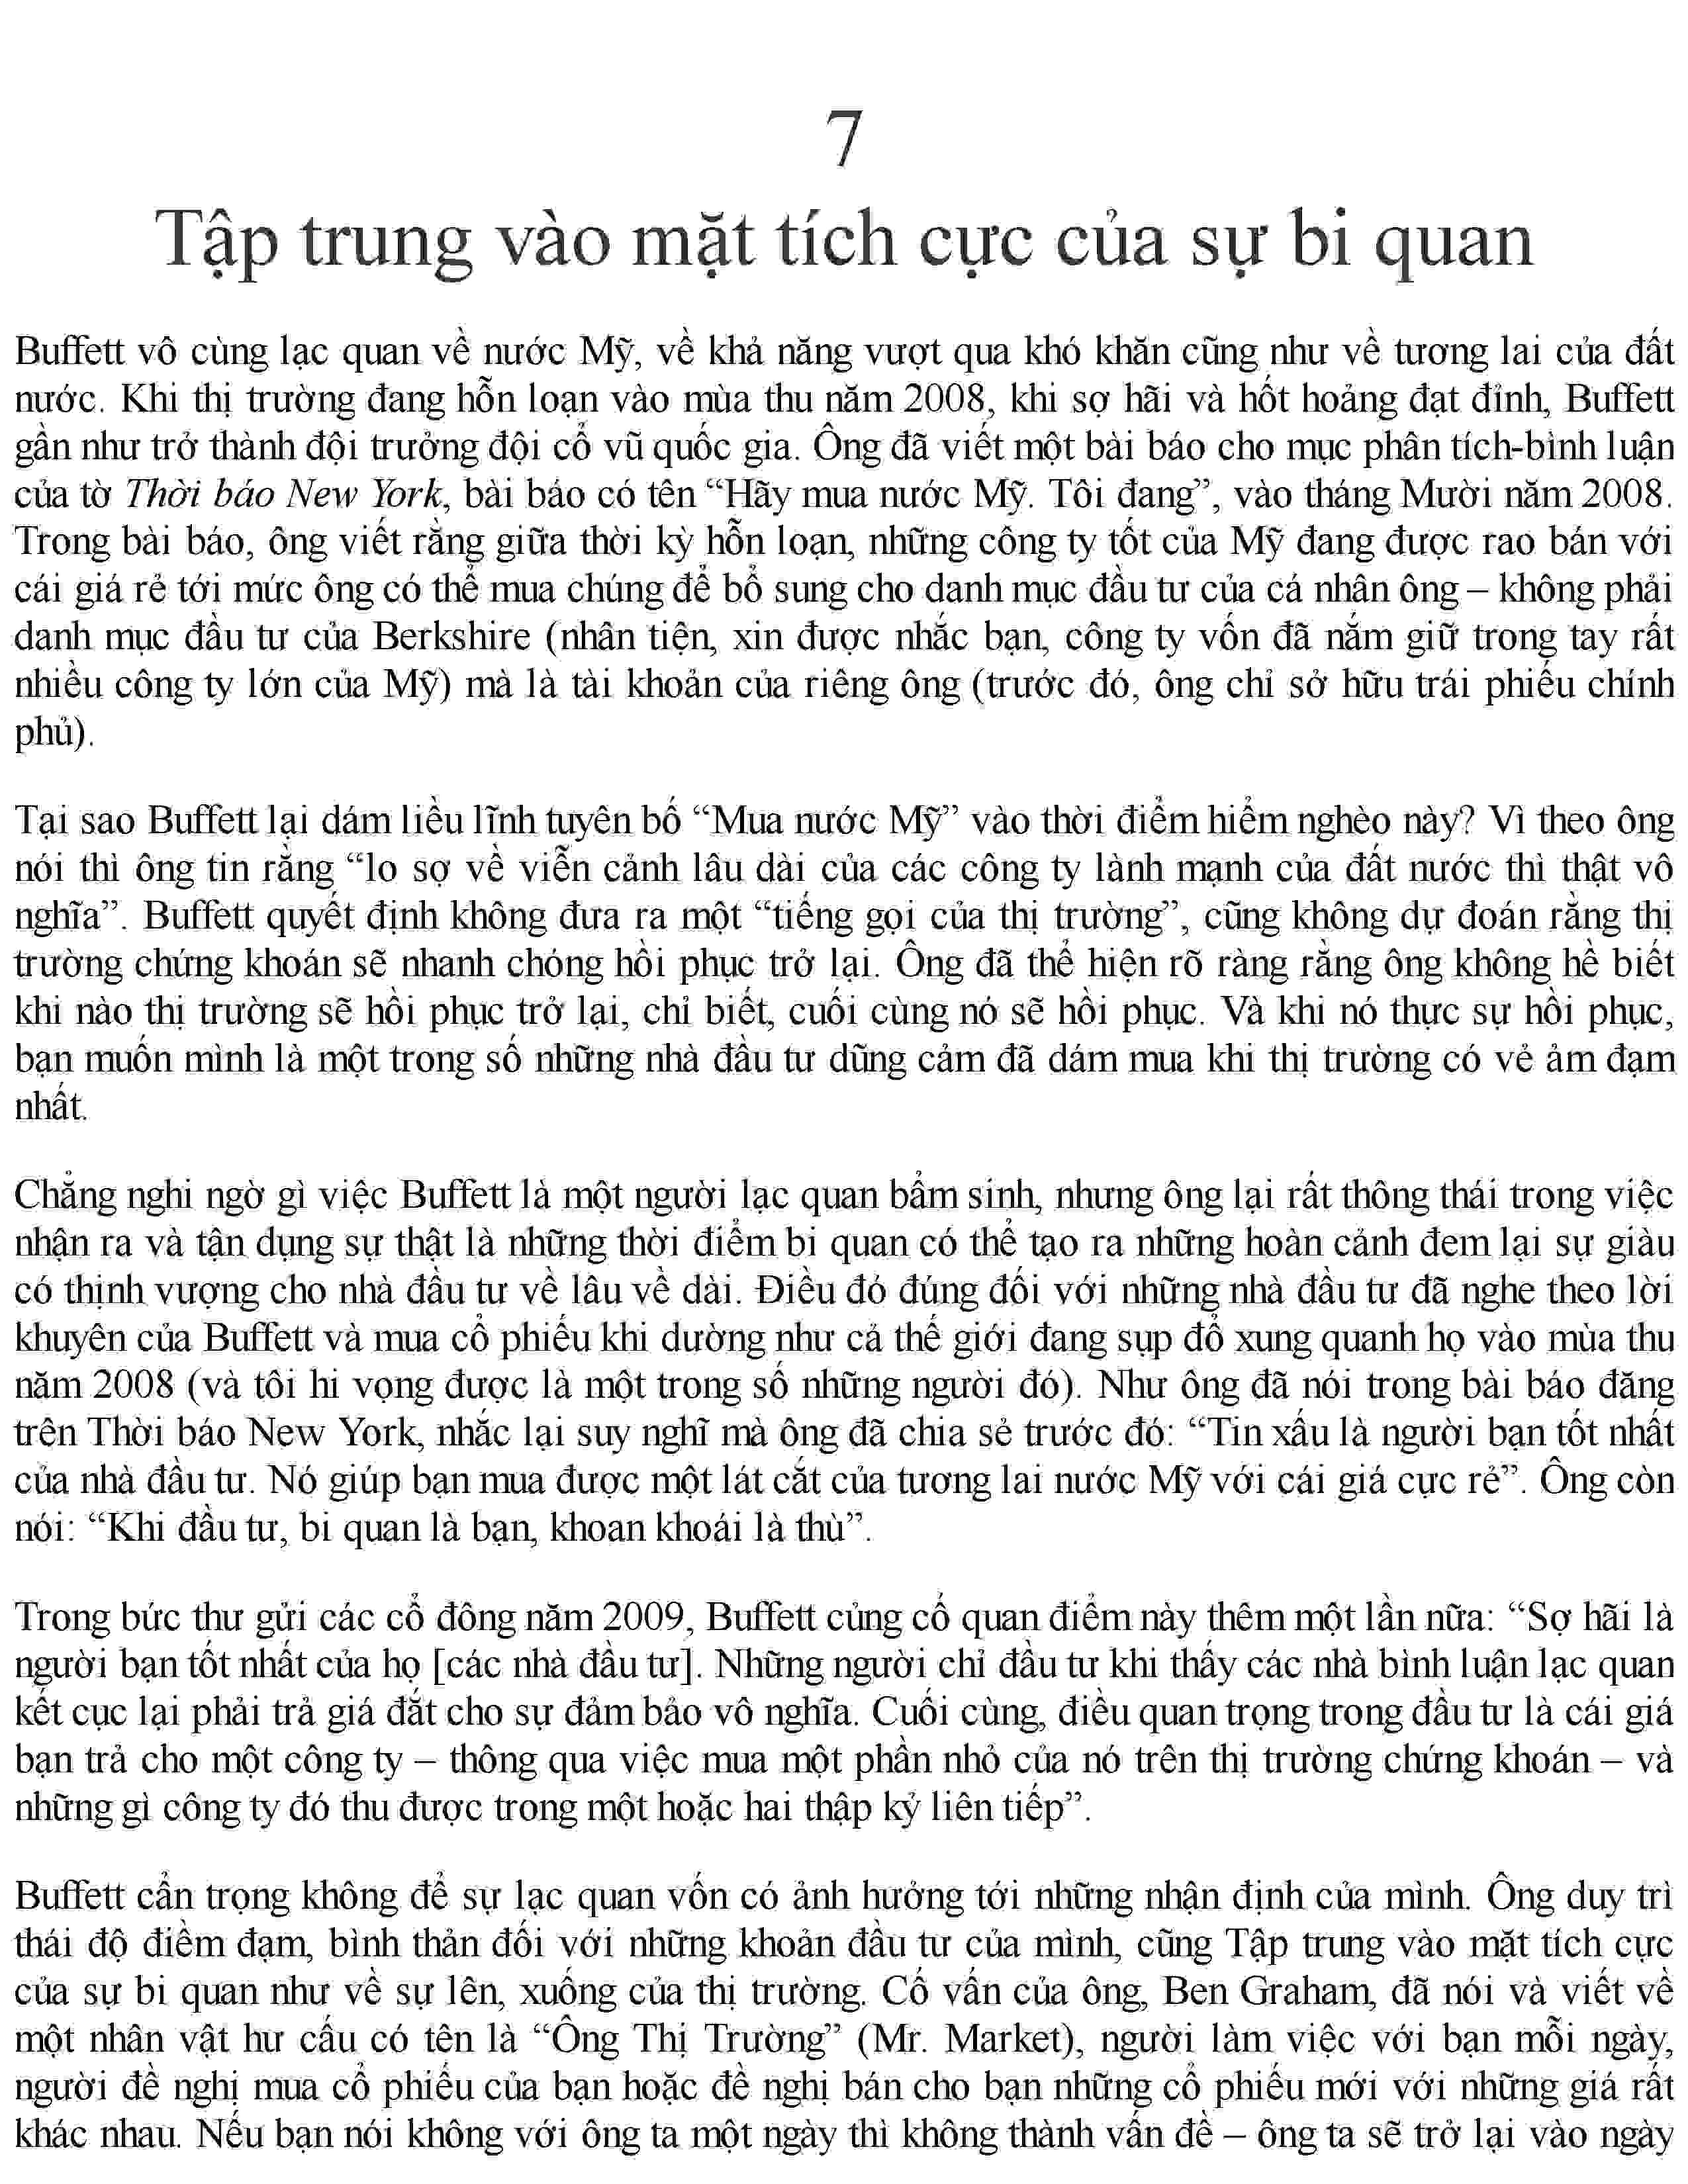 7
Tập trung vào mặt tích cực của sự bi quan
Buffett vô cùng lạc quan về nước Mỹ, về khả năng vượt qua khó khăn cũng như về tương lai của đất
nước. Khi thị trường đang hỗn loạn vào mùa thu năm 2008, khi sợ hãi và hốt hoảng đạt đỉnh, Buffett
gần như trở thành đội trưởng đội cổ vũ quốc gia. Ông đã viết một bài báo cho mục phân tích-bình luận
của tờ Thời báo New York, bài báo có tên “Hãy mua nước Mỹ. Tôi đang”, vào tháng Mười năm 2008.
Trong bài báo, ông viết rằng giữa thời kỳ hỗn loạn, những công ty tốt của Mỹ đang được rao bán với
cái giá rẻ tới mức ông có thể mua chúng để bổ sung cho danh mục đầu tư của cá nhân ông – không phải
danh mục đầu tư của Berkshire (nhân tiện, xin được nhắc bạn, công ty vốn đã nắm giữ trong tay rất
nhiều công ty lớn của Mỹ) mà là tài khoản của riêng ông (trước đó, ông chỉ sở hữu trái phiếu chính
phủ).
Tại sao Buffett lại dám liều lĩnh tuyên bố “Mua nước Mỹ” vào thời điểm hiểm nghèo này? Vì theo ông
nói thì ông tin rằng “lo sợ về viễn cảnh lâu dài của các công ty lành mạnh của đất nước thì thật vô
nghĩa”. Buffett quyết định không đưa ra một “tiếng gọi của thị trường”, cũng không dự đoán rằng thị
trường chứng khoán sẽ nhanh chóng hồi phục trở lại. Ông đã thể hiện rõ ràng rằng ông không hề biết
khi nào thị trường sẽ hồi phục trở lại, chỉ biết, cuối cùng nó sẽ hồi phục. Và khi nó thực sự hồi phục,
bạn muốn mình là một trong số những nhà đầu tư dũng cảm đã dám mua khi thị trường có vẻ ảm đạm
nhất.
Chẳng nghi ngờ gì việc Buffett là một người lạc quan bẩm sinh, nhưng ông lại rất thông thái trong việc
nhận ra và tận dụng sự thật là những thời điểm bi quan có thể tạo ra những hoàn cảnh đem lại sự giàu
có thịnh vượng cho nhà đầu tư về lâu về dài. Điều đó đúng đối với những nhà đầu tư đã nghe theo lời
khuyên của Buffett và mua cổ phiếu khi dường như cả thế giới đang sụp đổ xung quanh họ vào mùa thu
năm 2008 (và tôi hi vọng được là một trong số những người đó). Như ông đã nói trong bài báo đăng
trên Thời báo New York, nhắc lại suy nghĩ mà ông đã chia sẻ trước đó: “Tin xấu là người bạn tốt nhất
của nhà đầu tư. Nó giúp bạn mua được một lát cắt của tương lai nước Mỹ với cái giá cực rẻ”. Ông còn
nói: “Khi đầu tư, bi quan là bạn, khoan khoái là thù”.
Trong bức thư gửi các cổ đông năm 2009, Buffett củng cố quan điểm này thêm một lần nữa: “Sợ hãi là
người bạn tốt nhất của họ [các nhà đầu tư]. Những người chỉ đầu tư khi thấy các nhà bình luận lạc quan
kết cục lại phải trả giá đắt cho sự đảm bảo vô nghĩa. Cuối cùng, điều quan trọng trong đầu tư là cái giá
bạn trả cho một công ty – thông qua việc mua một phần nhỏ của nó trên thị trường chứng khoán – và
những gì công ty đó thu được trong một hoặc hai thập kỷ liên tiếp”.
Buffett cẩn trọng không để sự lạc quan vốn có ảnh hưởng tới những nhận định của mình. Ông duy trì
thái độ điềm đạm, bình thản đối với những khoản đầu tư của mình, cũng Tập trung vào mặt tích cực
của sự bi quan như về sự lên, xuống của thị trường. Cố vấn của ông, Ben Graham, đã nói và viết về
một nhân vật hư cấu có tên là “Ông Thị Trường” (Mr. Market), người làm việc với bạn mỗi ngày,
người đề nghị mua cổ phiếu của bạn hoặc đề nghị bán cho bạn những cổ phiếu mới với những giá rất
khác nhau. Nếu bạn nói không với ông ta một ngày thì không thành vấn đề – ông ta sẽ trở lại vào ngày